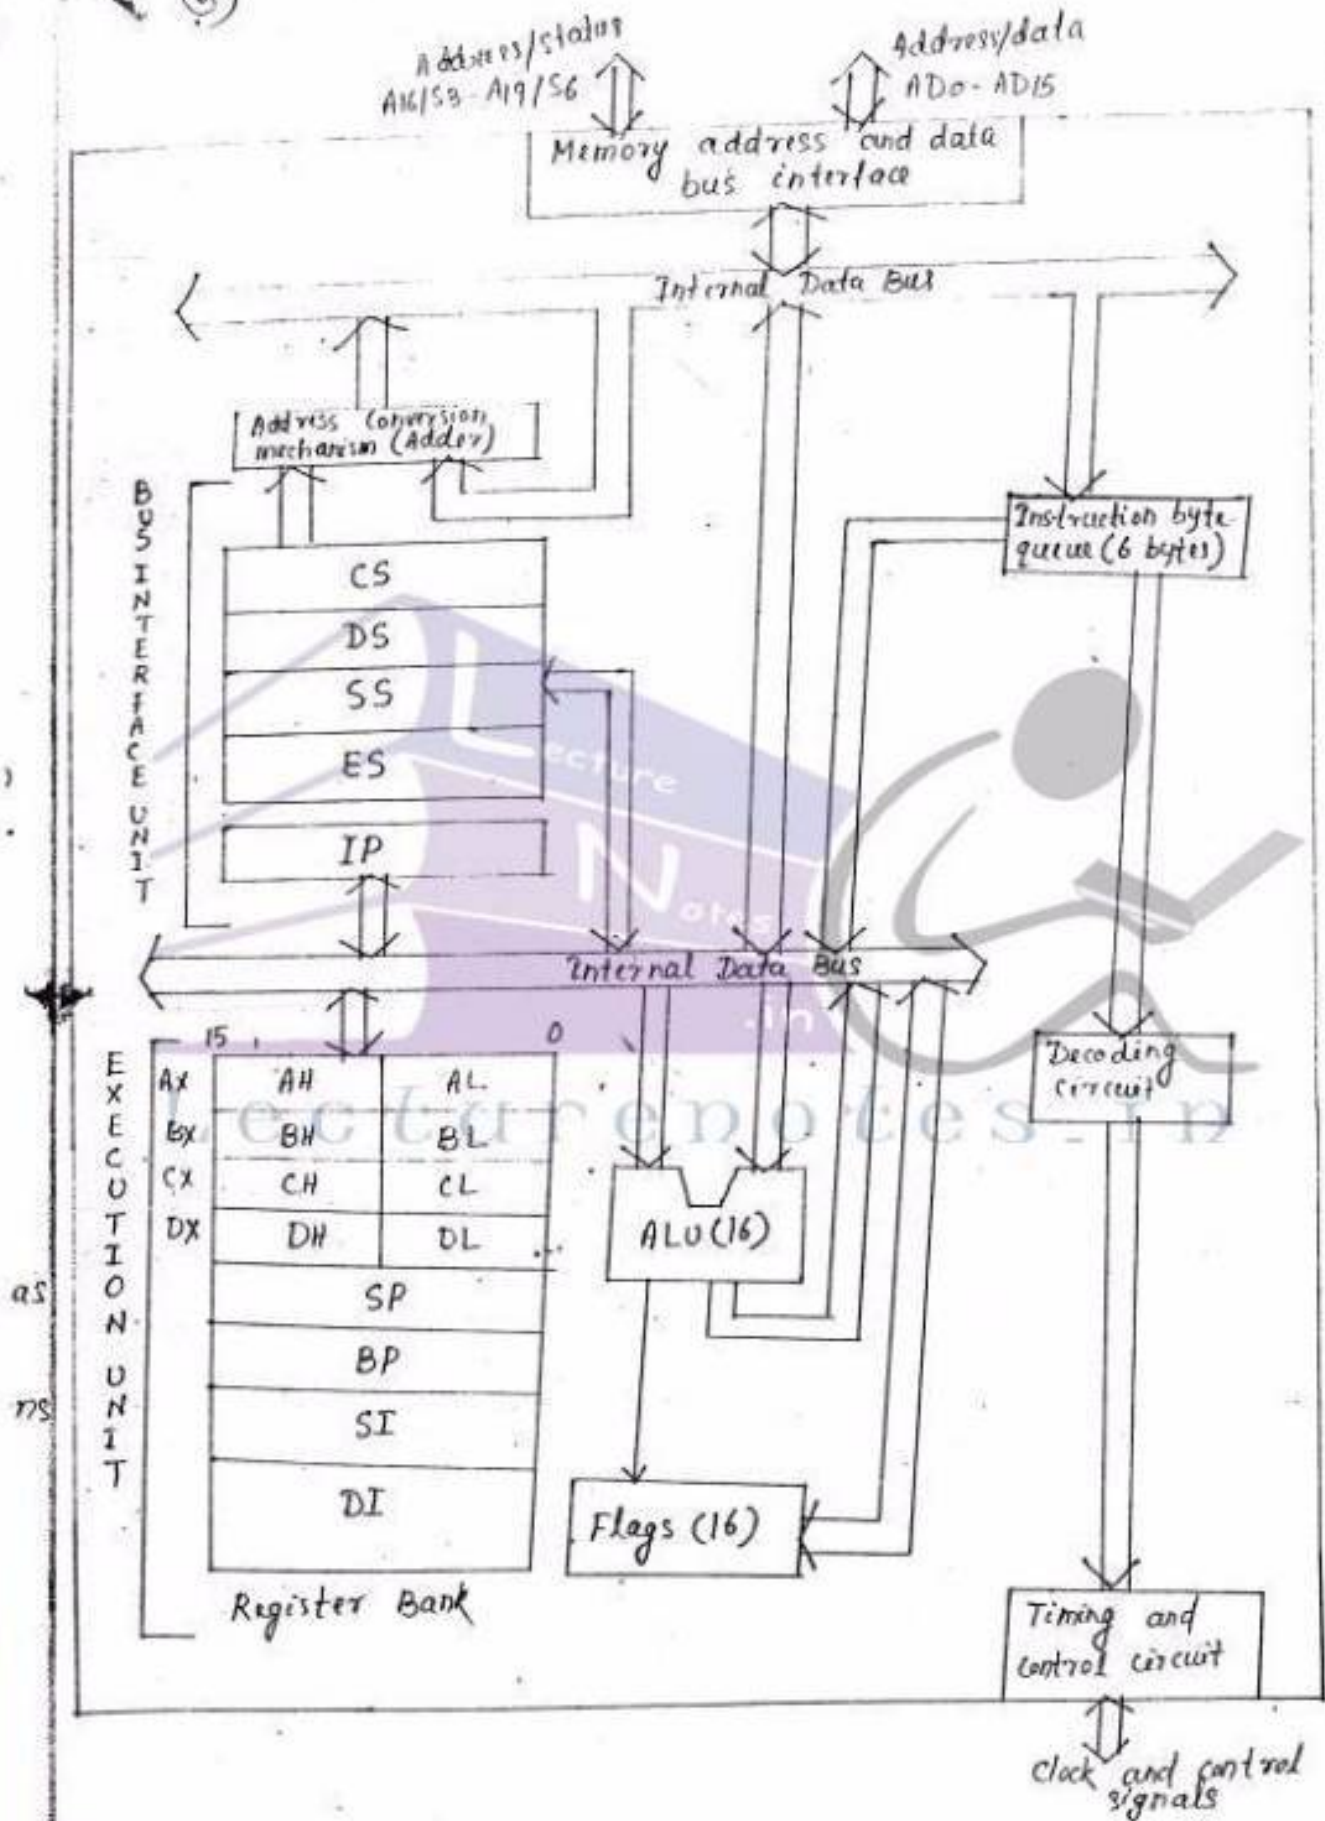 Address/status
A16/S3-A19/S6
Address/data
AD0-AD15
Memory address and data
bus interface
Internal Data Bus
Address Conversion
mechanism (Adder)
BUS INTERFACE UNIT
Instruction byte
queue (6 bytes)
CS
DS
SS
ES
IP
Lecture
Notes
.in
Internal Data Bus
EXECUTION UNIT
15 0
AX AH AL
BX BH BL
CX CH CL
DX DH DL
SP
BP
SI
DI
Register Bank
Lecturenotes.in
ALU (16)
Flags (16)
Decoding
circuit
Timing and
control circuit
Clock and control
signals
as
ns